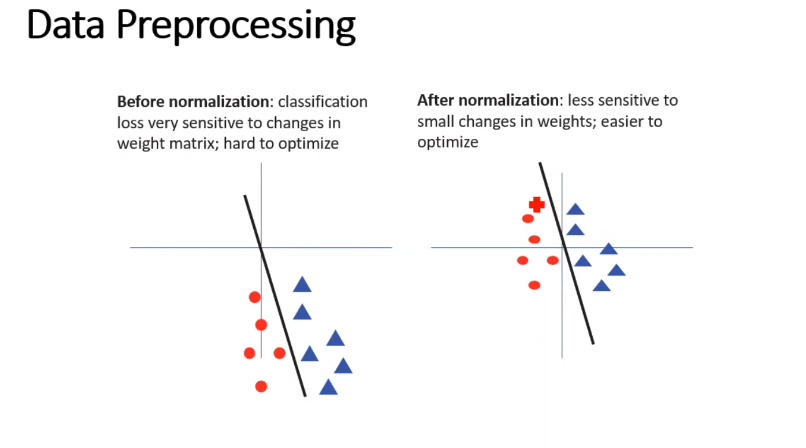 Data Preprocessing
Before normalization: classification
loss very sensitive to changes in
weight matrix; hard to optimize
After normalization: less sensitive to
small changes in weights; easier to
optimize